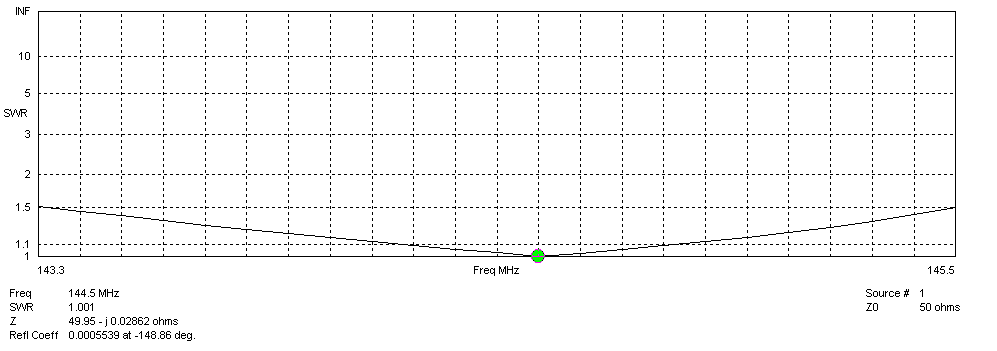 INF
10
5
SWR
3
2
1.5
1.1
1
143.3 Freq MHz 145.5
Freq 144.5 MHz Source # 1
SWR 1.001 Z0 50 ohms
Z 49.95 - j 0.02862 ohms
Refl Coeff 0.0005539 at -148.86 deg.